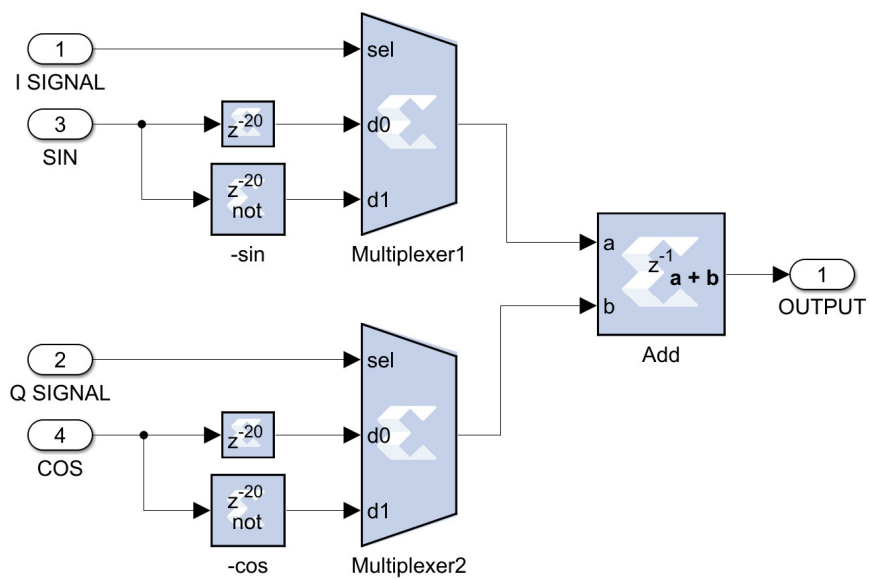 1
I SIGNAL
3
SIN
z-20
z-20
not
-sin
sel
d0
d1
Multiplexer1
2
Q SIGNAL
4
COS
z-20
z-20
not
-cos
sel
d0
d1
Multiplexer2
a
b
z-1
a + b
Add
1
OUTPUT